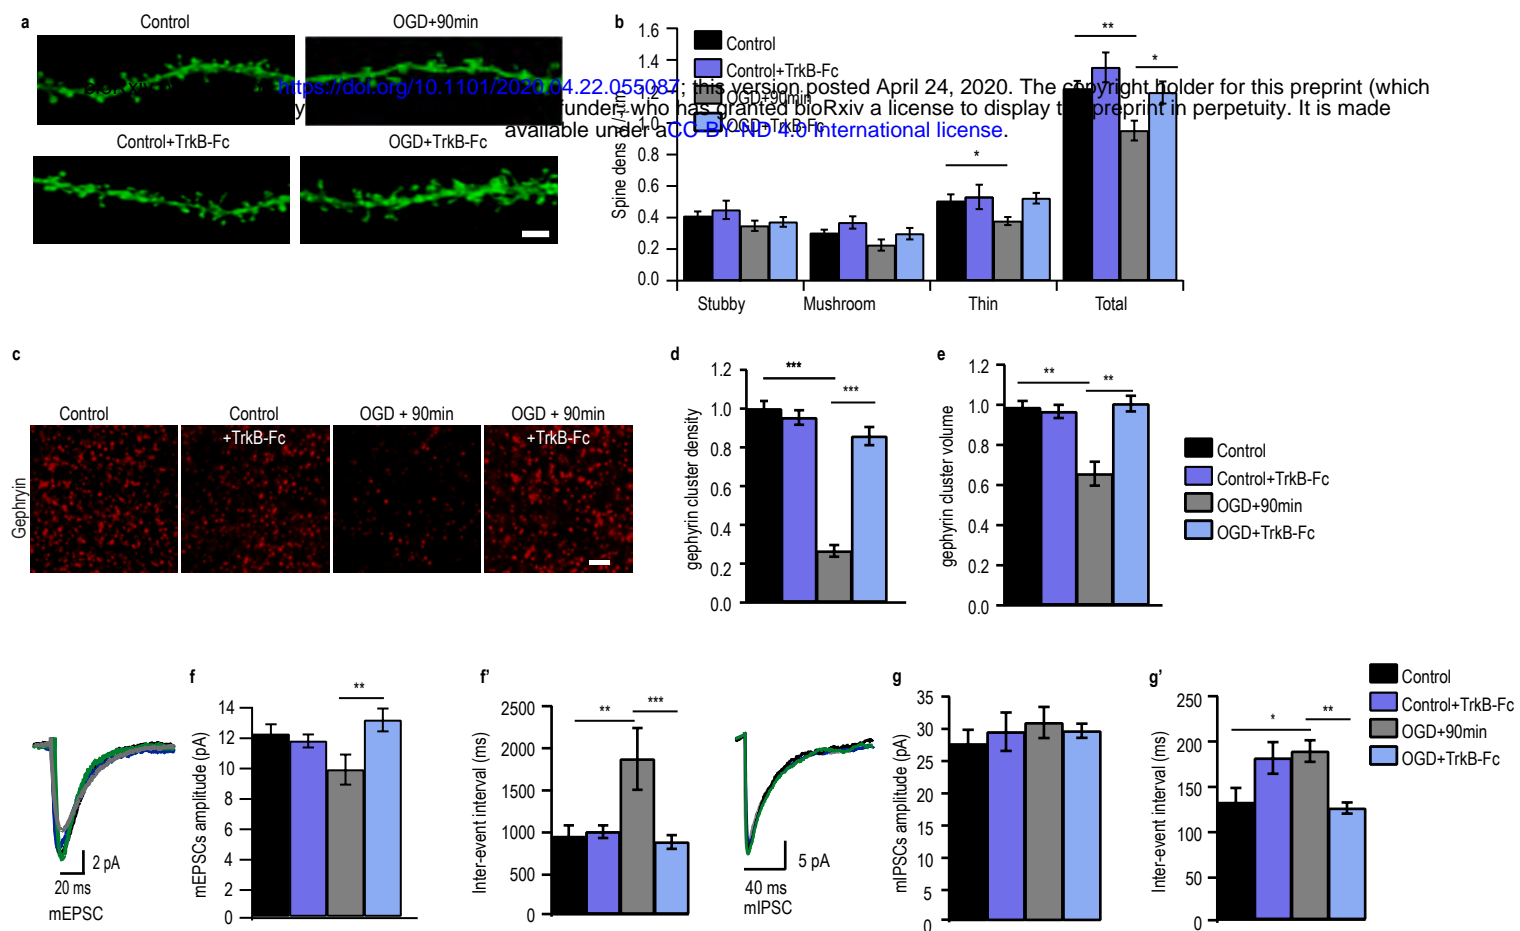 a
Control
OGD+90min
Control+TrkB-Fc
OGD+TrkB-Fc
https://doi.org/10.1101/2020.04.22.055087; this version posted April 24, 2020. The copyright holder for this preprint (which
funder, who has granted bioRxiv a license to display the preprint in perpetuity. It is made
available under aCC-BY-ND 4.0 International license.
b
Spine
1.6
1.4
1.2
1.0
0.8
0.6
0.4
0.2
0.0
Control
Control+TrkB-Fc
OGD+90min
OGD+TrkB-Fc
*
**
*
Stubby
Mushroom
Thin
Total
c
Control
Control
+TrkB-Fc
OGD + 90min
OGD + 90min
+TrkB-Fc
Gephryin
d
gephyrin cluster density
1.2
1.0
0.8
0.6
0.4
0.2
0.0
***
***
e
gephyrin cluster volume
1.2
1.0
0.8
0.6
0.4
0.2
0.0
**
**
Control
Control+TrkB-Fc
OGD+90min
OGD+TrkB-Fc
2 pA
20 ms
mEPSC
f
mEPSCs amplitude (pA)
14
12
10
8
6
4
2
0
**
f'
Inter-event interval (ms)
2500
2000
1500
1000
500
0
**
***
5 pA
40 ms
mIPSC
g
mIPSCs amplitude (pA)
35
30
25
20
15
10
5
0
g'
Inter-event interval (ms)
250
200
150
100
50
0
*
**
Control
Control+TrkB-Fc
OGD+90min
OGD+TrkB-Fc